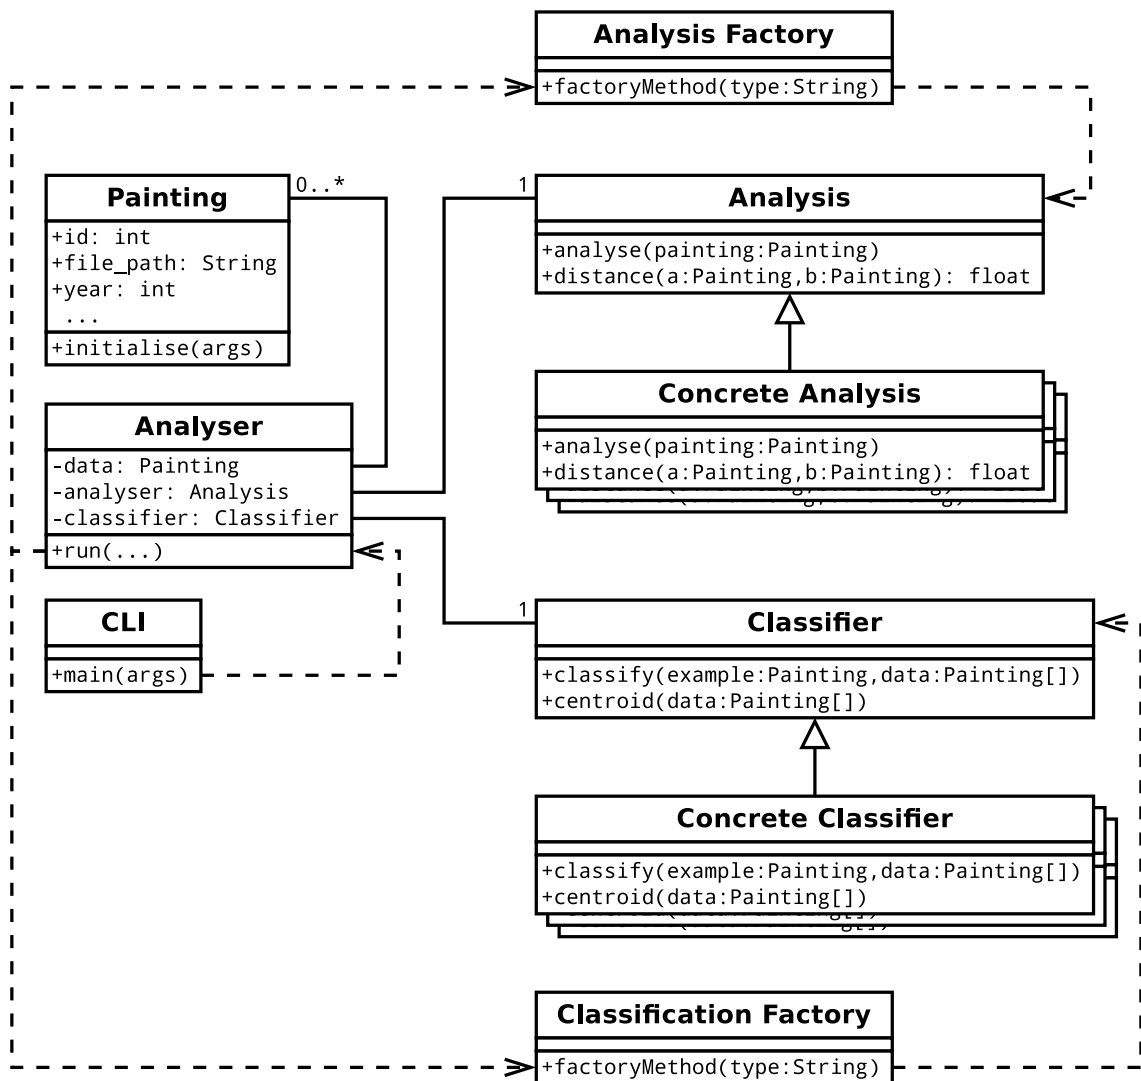 Analysis Factory
+factoryMethod(type:String)
Painting
+id: int
+file_path: String
+year: int
...
+initialise(args)
0..*
1
Analysis
+analyse(painting:Painting)
+distance(a:Painting,b:Painting): float
Concrete Analysis
+analyse(painting:Painting)
+distance(a:Painting,b:Painting): float
Analyser
-data: Painting
-analyser: Analysis
-classifier: Classifier
+run(...)
CLI
+main(args)
1
Classifier
+classify(example:Painting,data:Painting[])
+centroid(data:Painting[])
Concrete Classifier
+classify(example:Painting,data:Painting[])
+centroid(data:Painting[])
Classification Factory
+factoryMethod(type:String)